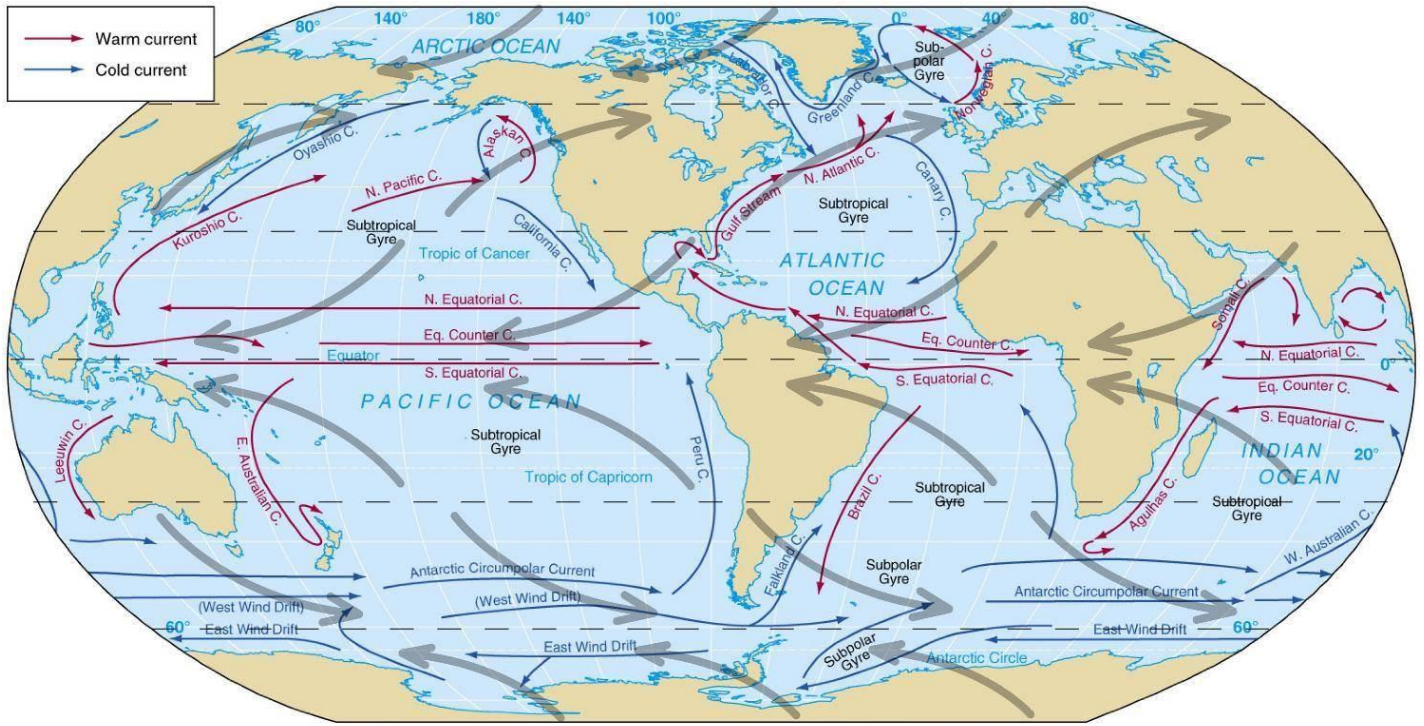 Warm current
Cold current
80°
140°
180°
140°
100°
80°
0°
40°
80°
ARCTIC OCEAN
Sub-
polar
Gyre
Labrador C.
Greenland C.
Norwegian C.
Oyashio C.
Alaskan C.
Kuroshio C.
N. Pacific C.
Subtropical
Gyre
California C.
Gulf Stream
N. Atlantic C.
Subtropical
Gyre
Canary C.
Tropic of Cancer
ATLANTIC
OCEAN
N. Equatorial C.
N. Equatorial C.
Somali C.
Eq. Counter C.
Eq. Counter C.
N. Equatorial C.
0°
Equator
S. Equatorial C.
S. Equatorial C.
Eq. Counter C.
PACIFIC OCEAN
S. Equatorial C.
Leeuwin C.
E. Australian C.
Subtropical
Gyre
Peru C.
INDIAN
OCEAN
20°
Tropic of Capricorn
Brazil C.
Subtropical
Gyre
Agulhas C.
Subtropical
Gyre
W. Australian C.
Falkland C.
Subpolar
Gyre
Antarctic Circumpolar Current
(West Wind Drift)
(West Wind Drift)
Antarctic Circumpolar Current
60°
East Wind Drift
East Wind Drift
Subpolar
Gyre
East Wind Drift
60°
Antarctic Circle